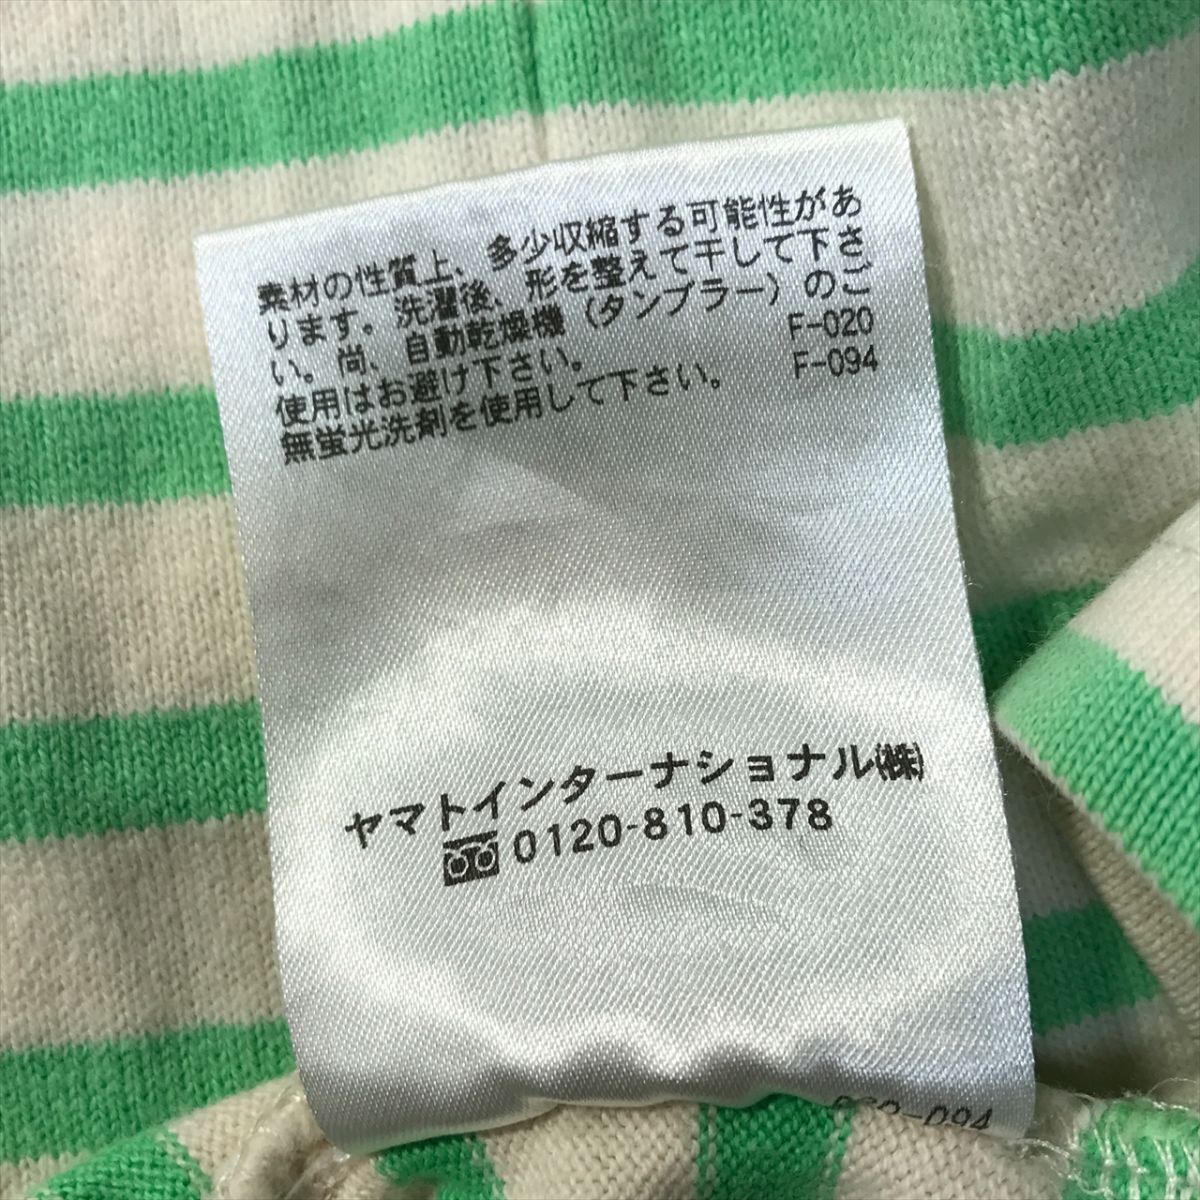 素材の性質上、多少収縮する可能性があ
ります。洗濯後、形を整えて干して下さ
い。尚、自動乾燥機（タンブラー）のご
使用はお避け下さい。 F-020
無蛍光洗剤を使用して下さい。 F-094
ヤマトインターナショナル㈱
0120-810-378